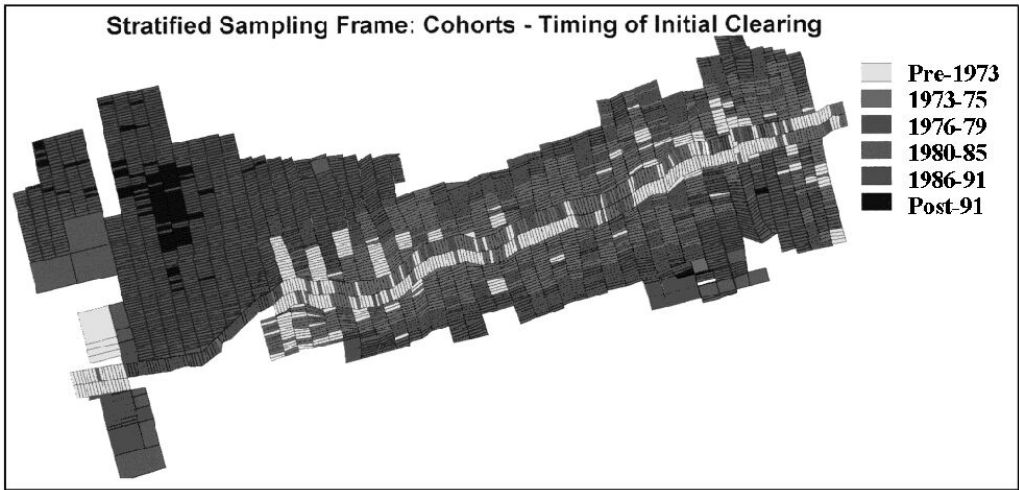 Stratified Sampling Frame: Cohorts - Timing of Initial Clearing
Pre-1973
1973-75
1976-79
1980-85
1986-91
Post-91